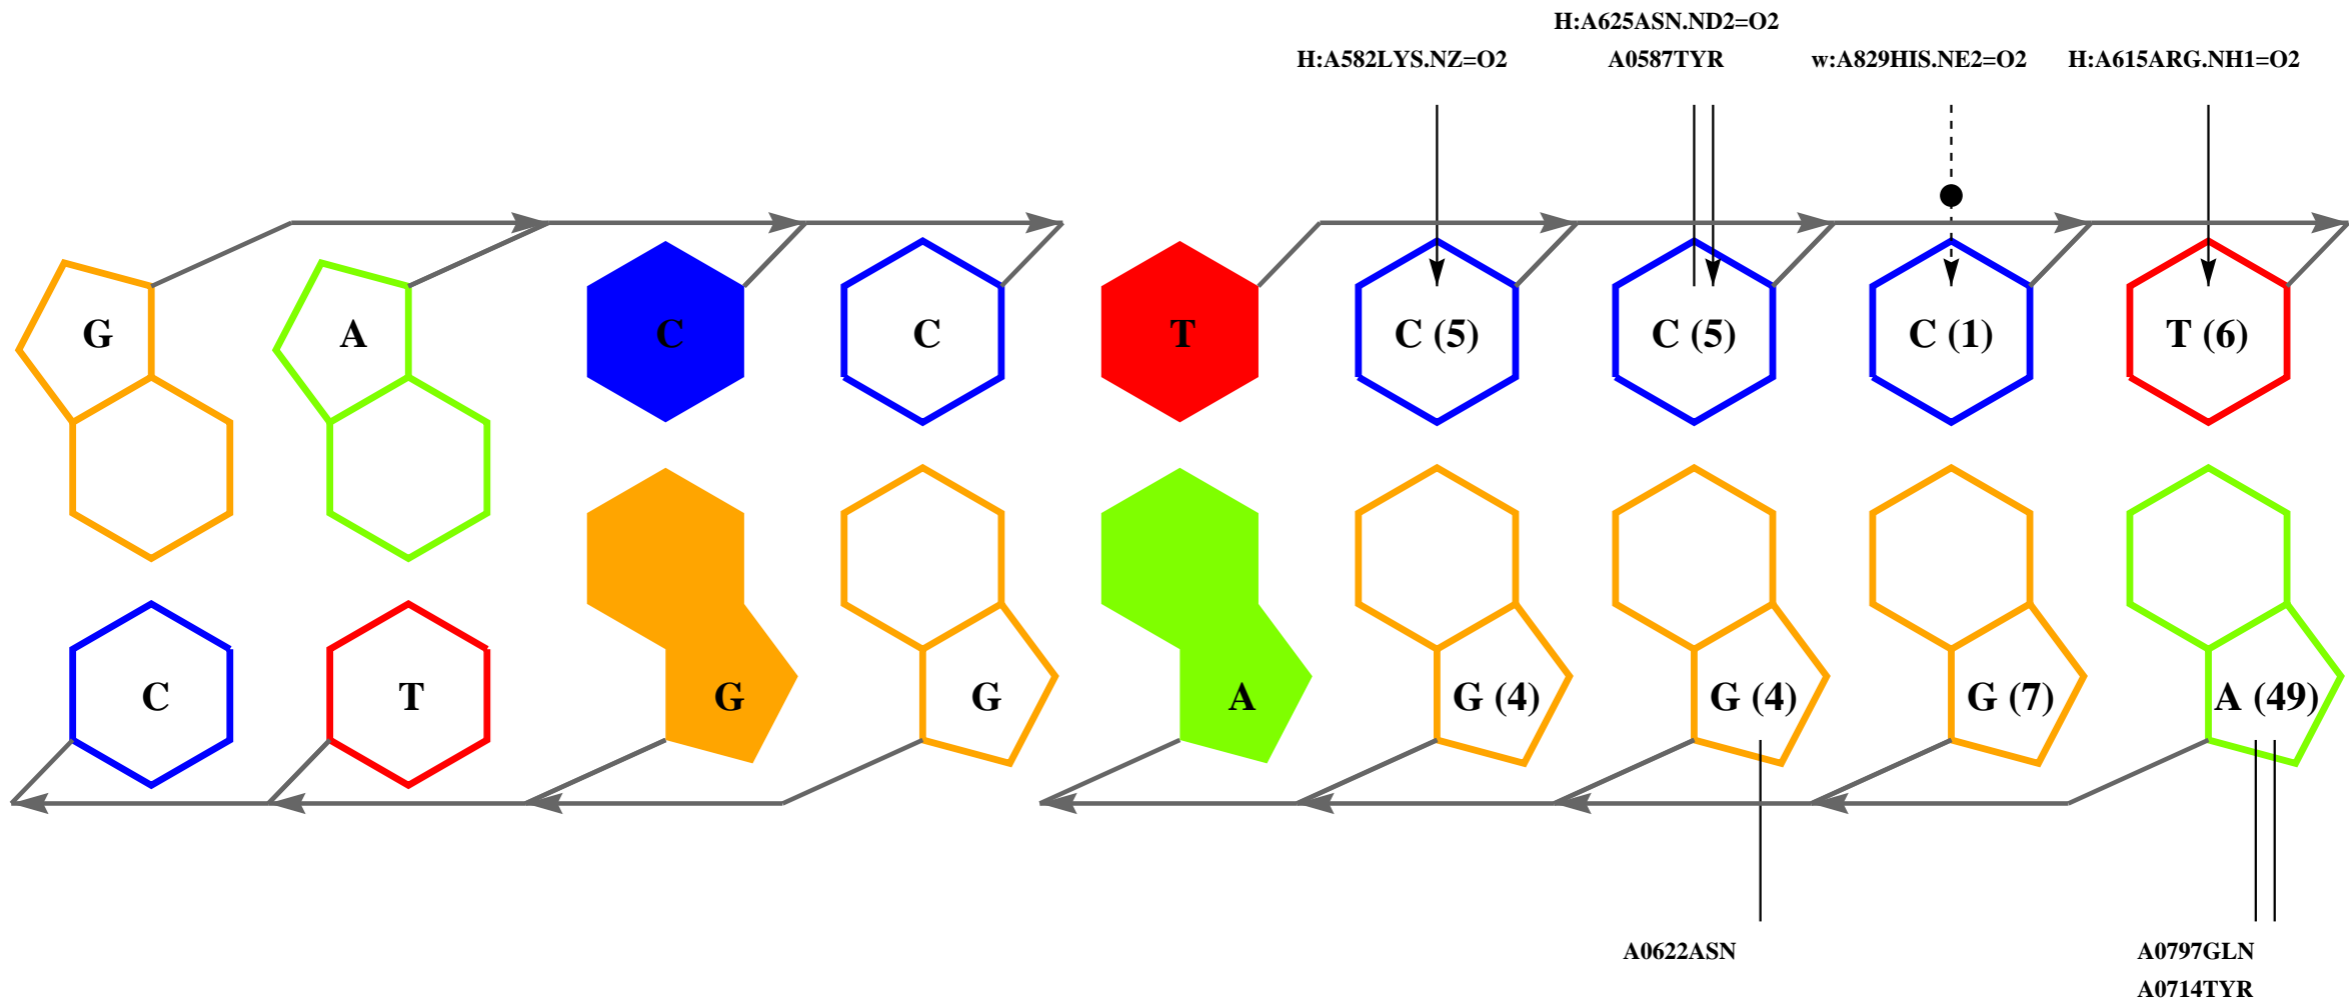 H:A625ASN.ND2=O2
H:A582LYS.NZ=O2 A0587TYR w:A829HIS.NE2=O2 H:A615ARG.NH1=O2
G A C C T C (5) C (5) C (1) T (6)
C T G G A G (4) G (4) G (7) A (49)
A0622ASN A0797GLN
A0714TYR